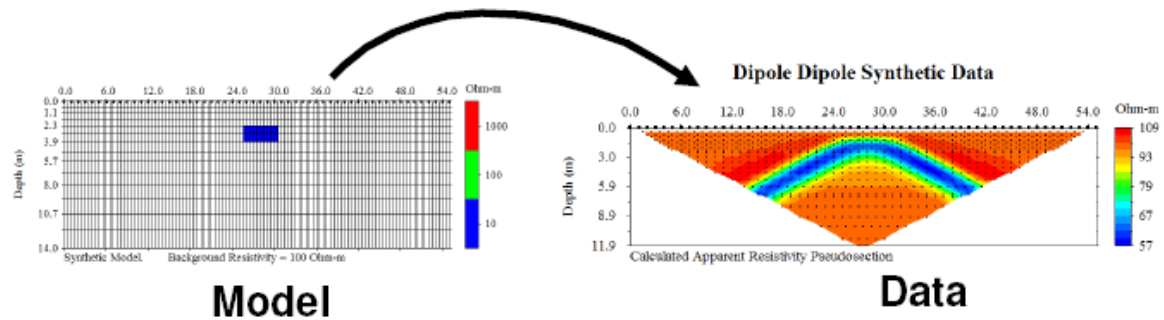 Dipole Dipole Synthetic Data
0.0 6.0 12.0 18.0 24.0 30.0 36.0 42.0 48.0 54.0 Ohm-m
0.0
1.1
2.3
3.9
5.7
8.0
10.7
14.0
Depth (m)
1000
100
10
Synthetic Model Background Resistivity = 100 Ohm-m
Model
0.0 6.0 12.0 18.0 24.0 30.0 36.0 42.0 48.0 54.0 Ohm-m
0.0
3.0
5.9
8.9
11.9
Depth (m)
109
93
79
67
57
Calculated Apparent Resistivity Pseudosection
Data